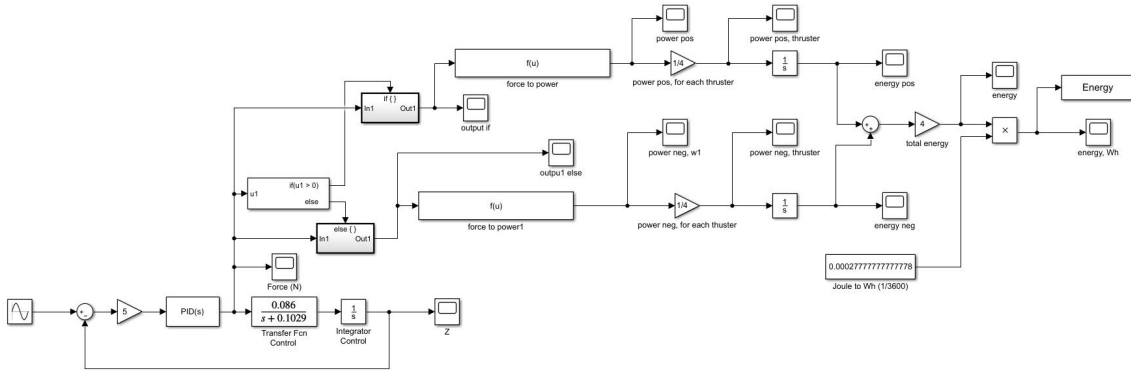 power pos
power pos, thruster
f(u)
force to power
1/4
power pos, for each thruster
1
s
energy pos
if { }
In1
Out1
output if
energy
Energy
+
+
4
total energy
×
energy, Wh
power neg, w1
power neg, thruster
outpu1 else
u1
if(u1 > 0)
else
f(u)
force to power1
1/4
power neg, for each thruster
1
s
energy neg
else { }
In1
Out1
0.00027777777777778
Joule to Wh (1/3600)
Force (N)
+
−
5
PID(s)
0.086
s + 0.1029
Transfer Fcn
Control
1
s
Integrator
Control
Z